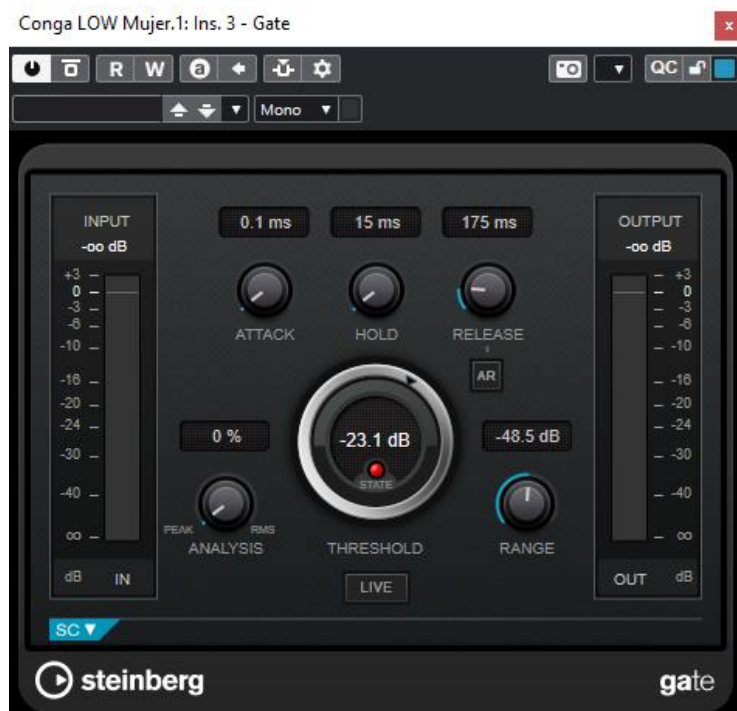 Conga LOW Mujer.1: Ins. 3 - Gate x
R W a QC
Mono
INPUT 0.1 ms 15 ms 175 ms OUTPUT
-oo dB -oo dB
+3 +3
0 0
-3 -3
-6 -6
ATTACK HOLD RELEASE
-10 -10
AR
-16 -16
-20 -20
-24 -24
0 % -23.1 dB -48.5 dB
-30 -30
STATE
-40 -40
PEAK RMS
∞ ∞
ANALYSIS THRESHOLD RANGE
dB IN LIVE OUT dB
SC
steinberg gate